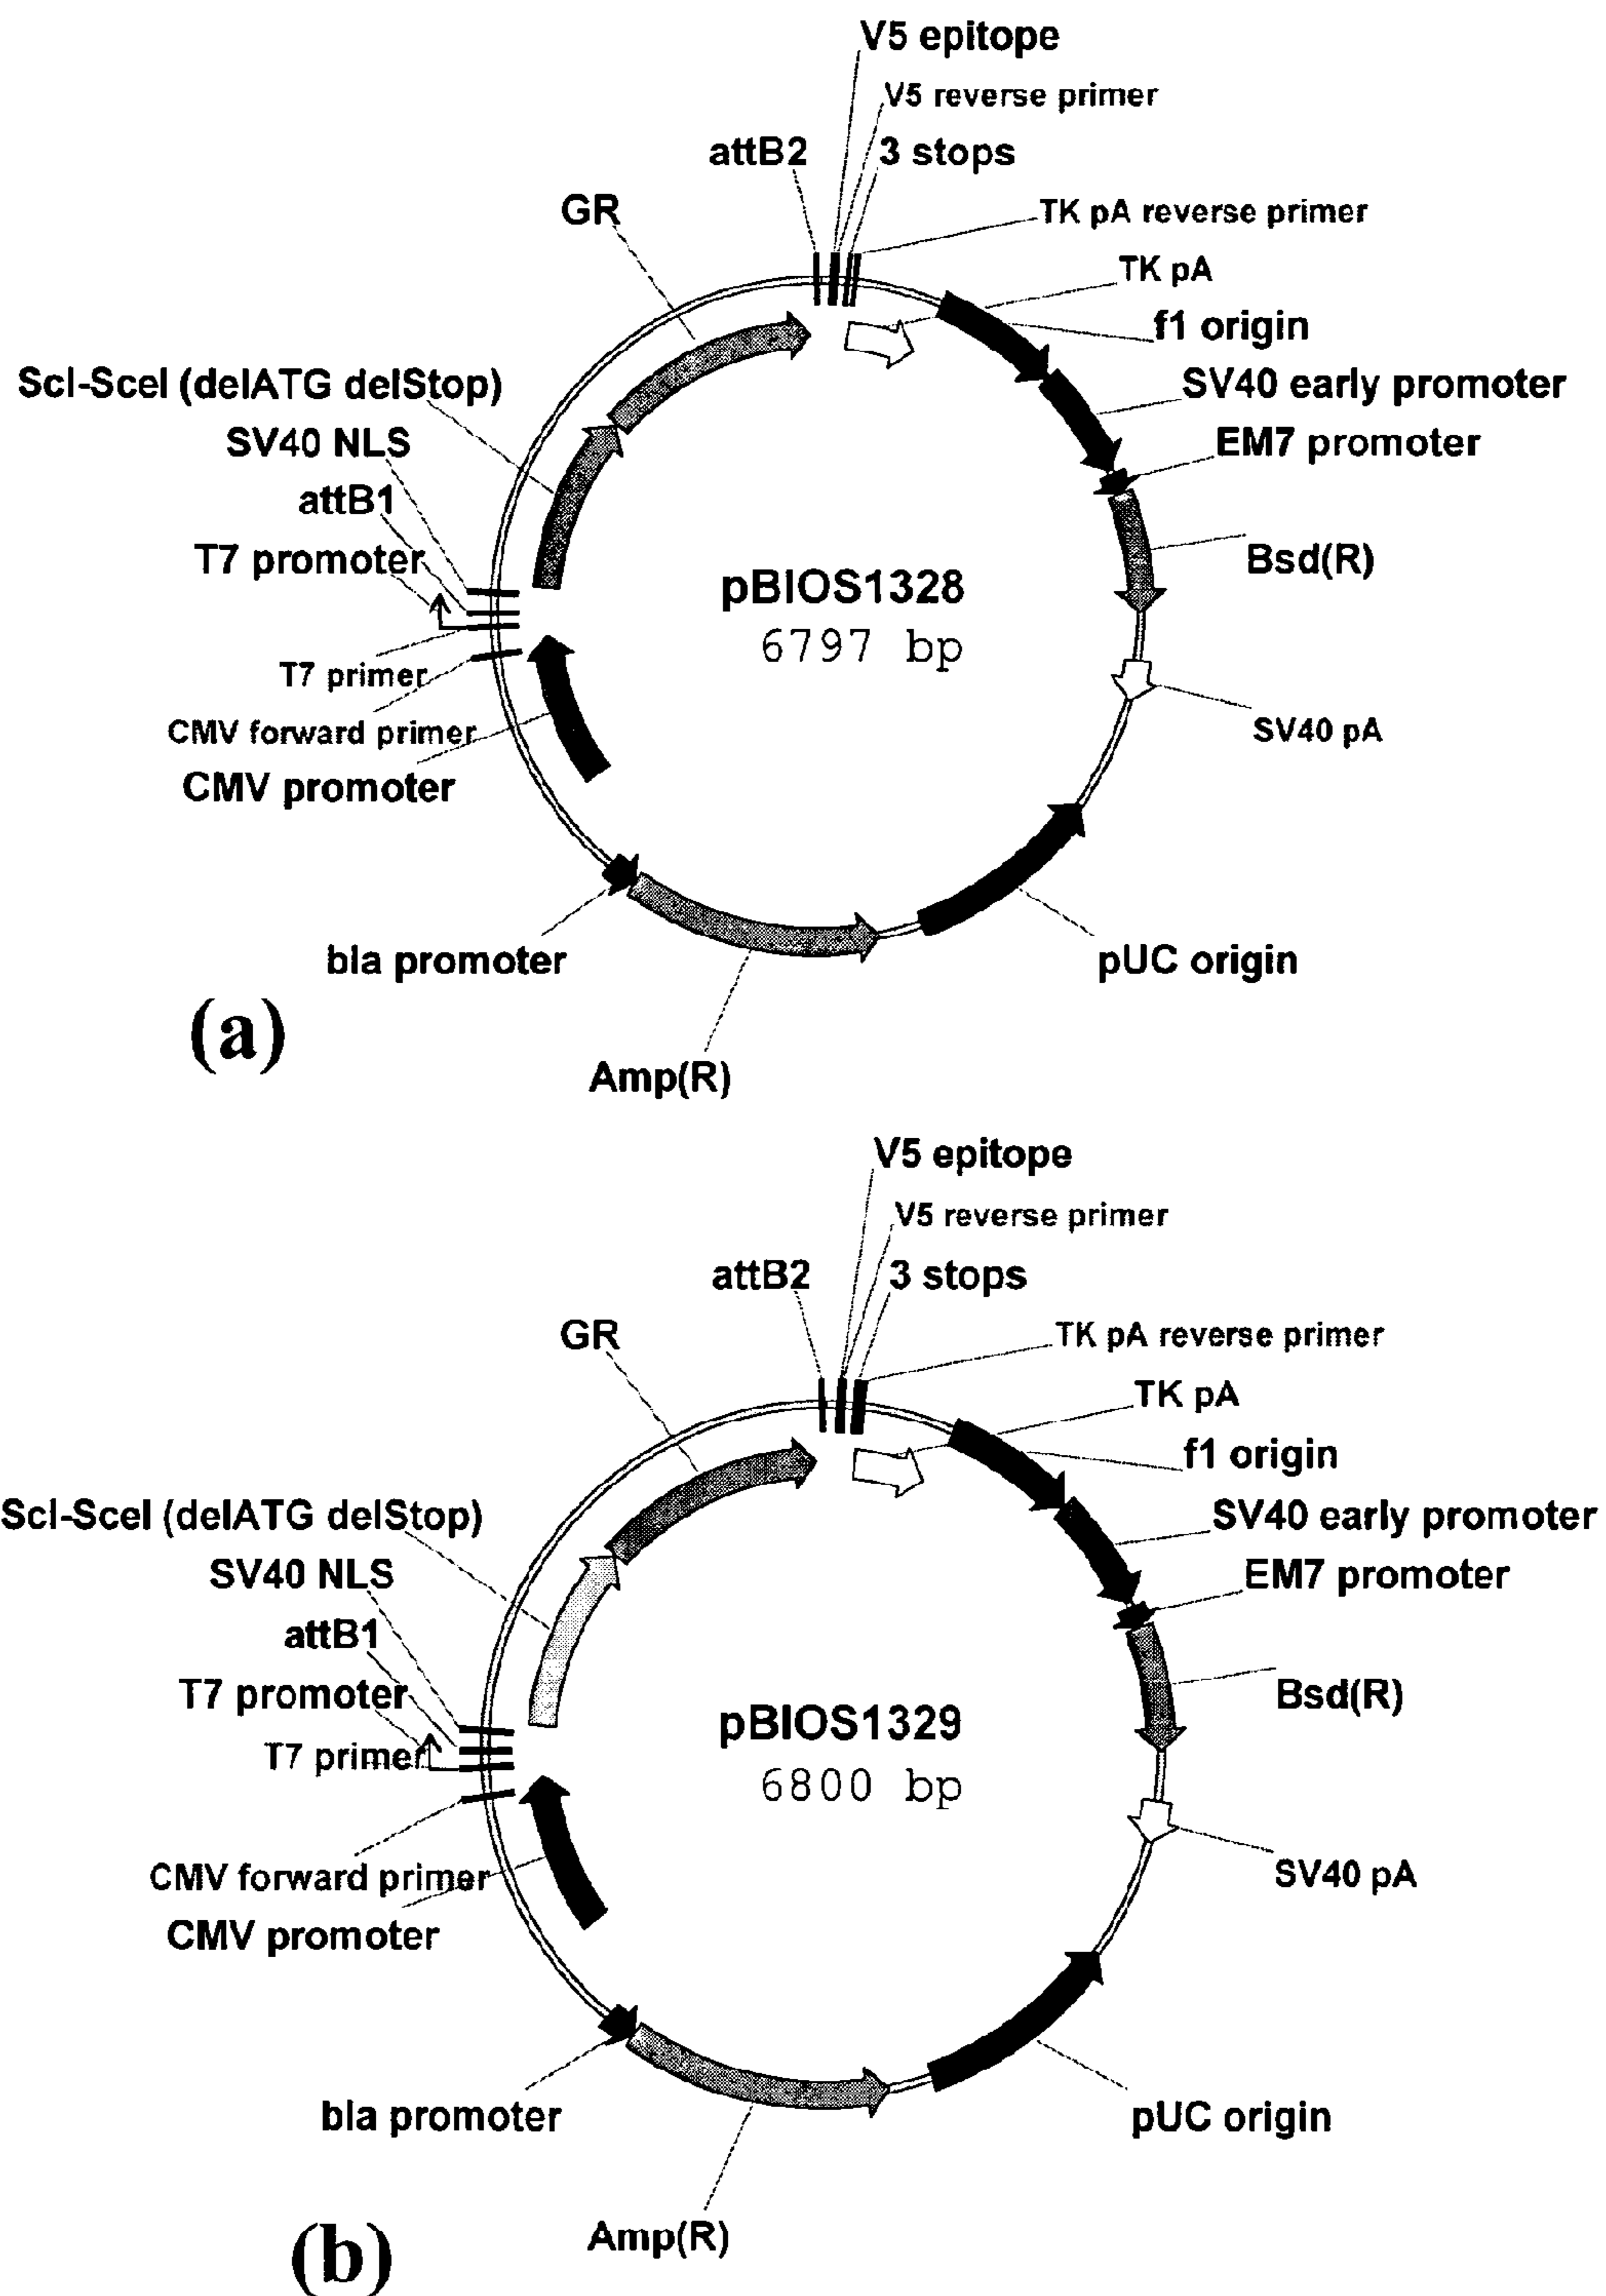 V5 epitope
V5 reverse primer
attB2
3 stops
GR
TK pA reverse primer
TK pA
f1 origin
ScI-SceI (delATG delStop)
SV40 early promoter
SV40 NLS
EM7 promoter
attB1
T7 promoter
Bsd(R)
pBIOS1328
6797 bp
T7 primer
CMV forward primer
SV40 pA
CMV promoter
bla promoter
pUC origin
(a)
Amp(R)
V5 epitope
V5 reverse primer
attB2
3 stops
GR
TK pA reverse primer
TK pA
f1 origin
ScI-SceI (delATG delStop)
SV40 early promoter
SV40 NLS
EM7 promoter
attB1
T7 promoter
Bsd(R)
pBIOS1329
T7 primer
6800 bp
CMV forward primer
SV40 pA
CMV promoter
bla promoter
pUC origin
Amp(R)
(b)